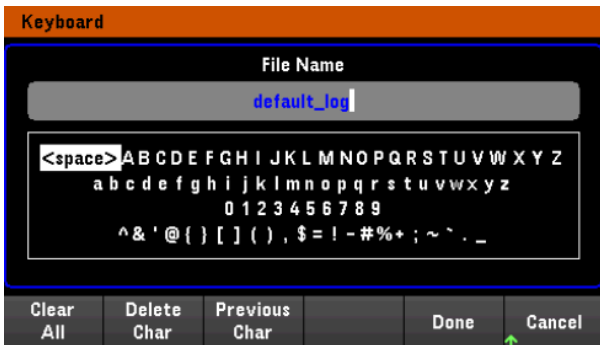 Keyboard
File Name
default_log
<space> A B C D E F G H I J K L M N O P Q R S T U V W X Y Z
a b c d e f g h i j k l m n o p q r s t u v w x y z
0 1 2 3 4 5 6 7 8 9
^ & ' @ { } [ ] ( ) , $ = ! - # % + ; ~ ` . _
Clear All
Delete Char
Previous Char
Done
Cancel